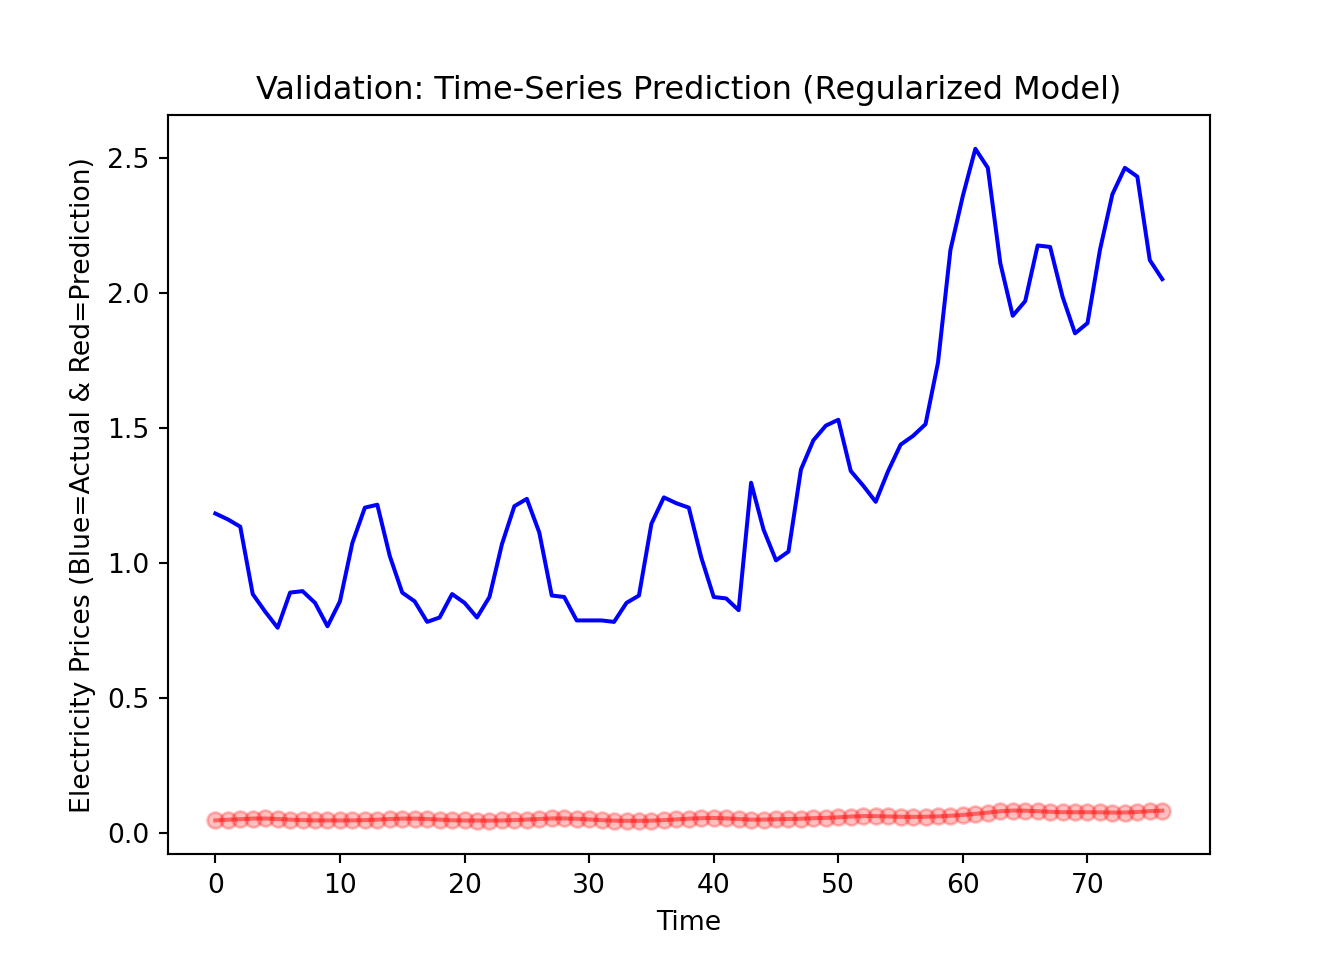 Validation: Time-Series Prediction (Regularized Model)
Electricity Prices (Blue=Actual & Red=Prediction)
2.5
2.0
1.5
1.0
0.5
0.0
0 10 20 30 40 50 60 70
Time